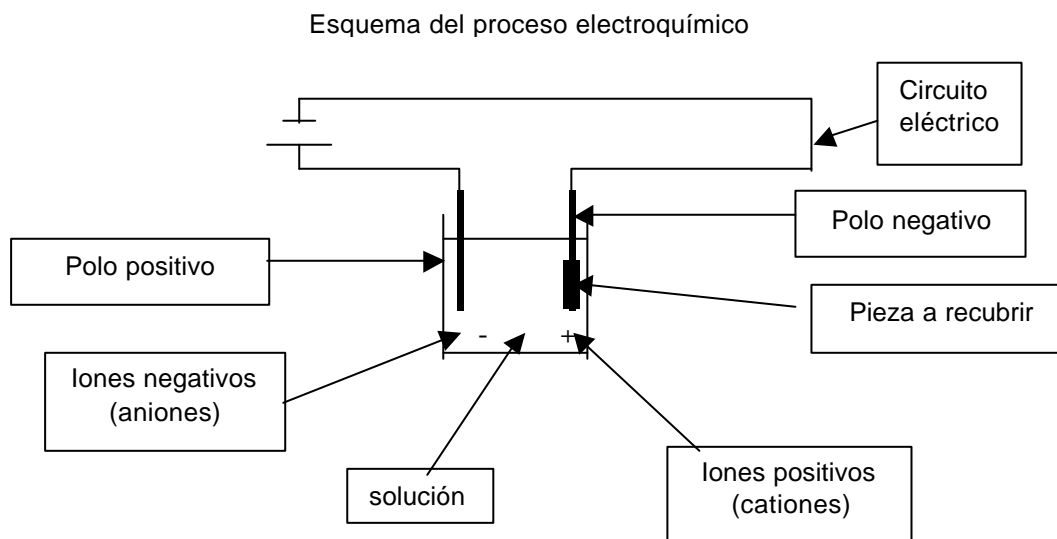 Esquema del proceso electroquímico
Circuito
eléctrico
Polo negativo
Polo positivo
Pieza a recubrir
- +
Iones negativos
(aniones)
solución
Iones positivos
(cationes)